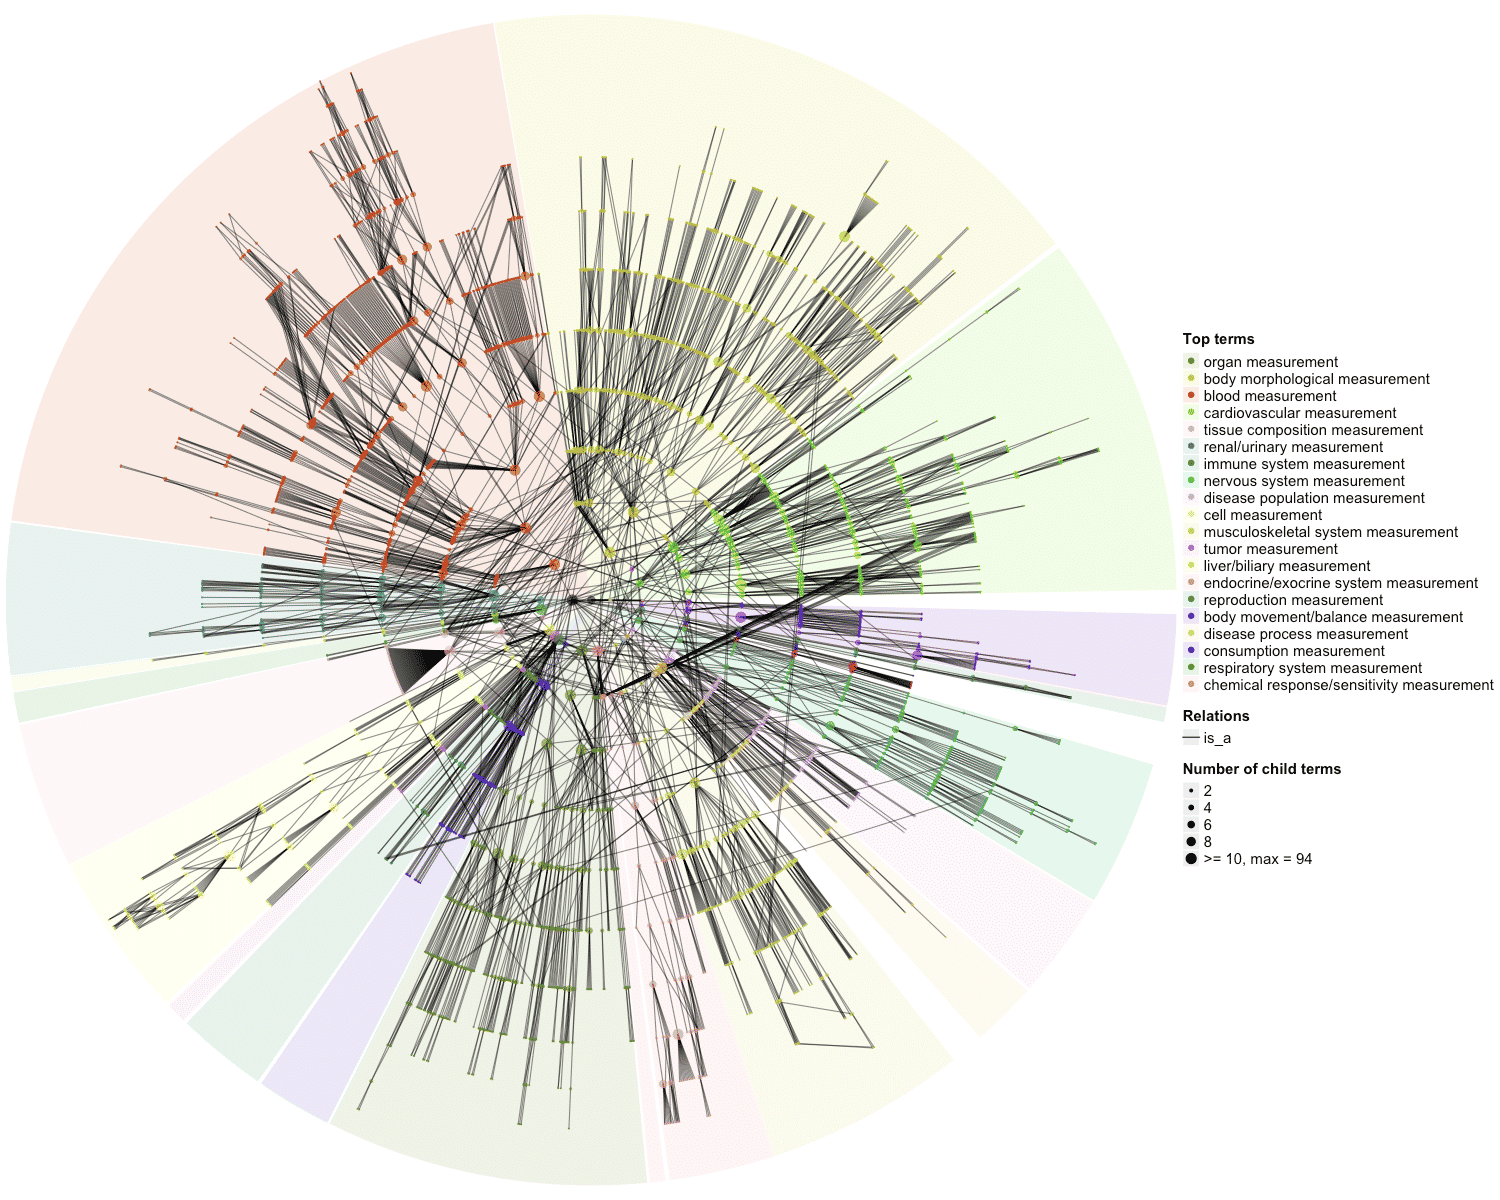 Top terms
organ measurement
body morphological measurement
blood measurement
cardiovascular measurement
tissue composition measurement
renal/urinary measurement
immune system measurement
nervous system measurement
disease population measurement
cell measurement
musculoskeletal system measurement
tumor measurement
liver/biliary measurement
endocrine/exocrine system measurement
reproduction measurement
body movement/balance measurement
disease process measurement
consumption measurement
respiratory system measurement
chemical response/sensitivity measurement
Relations
is_a
Number of child terms
2
4
6
8
>= 10, max = 94